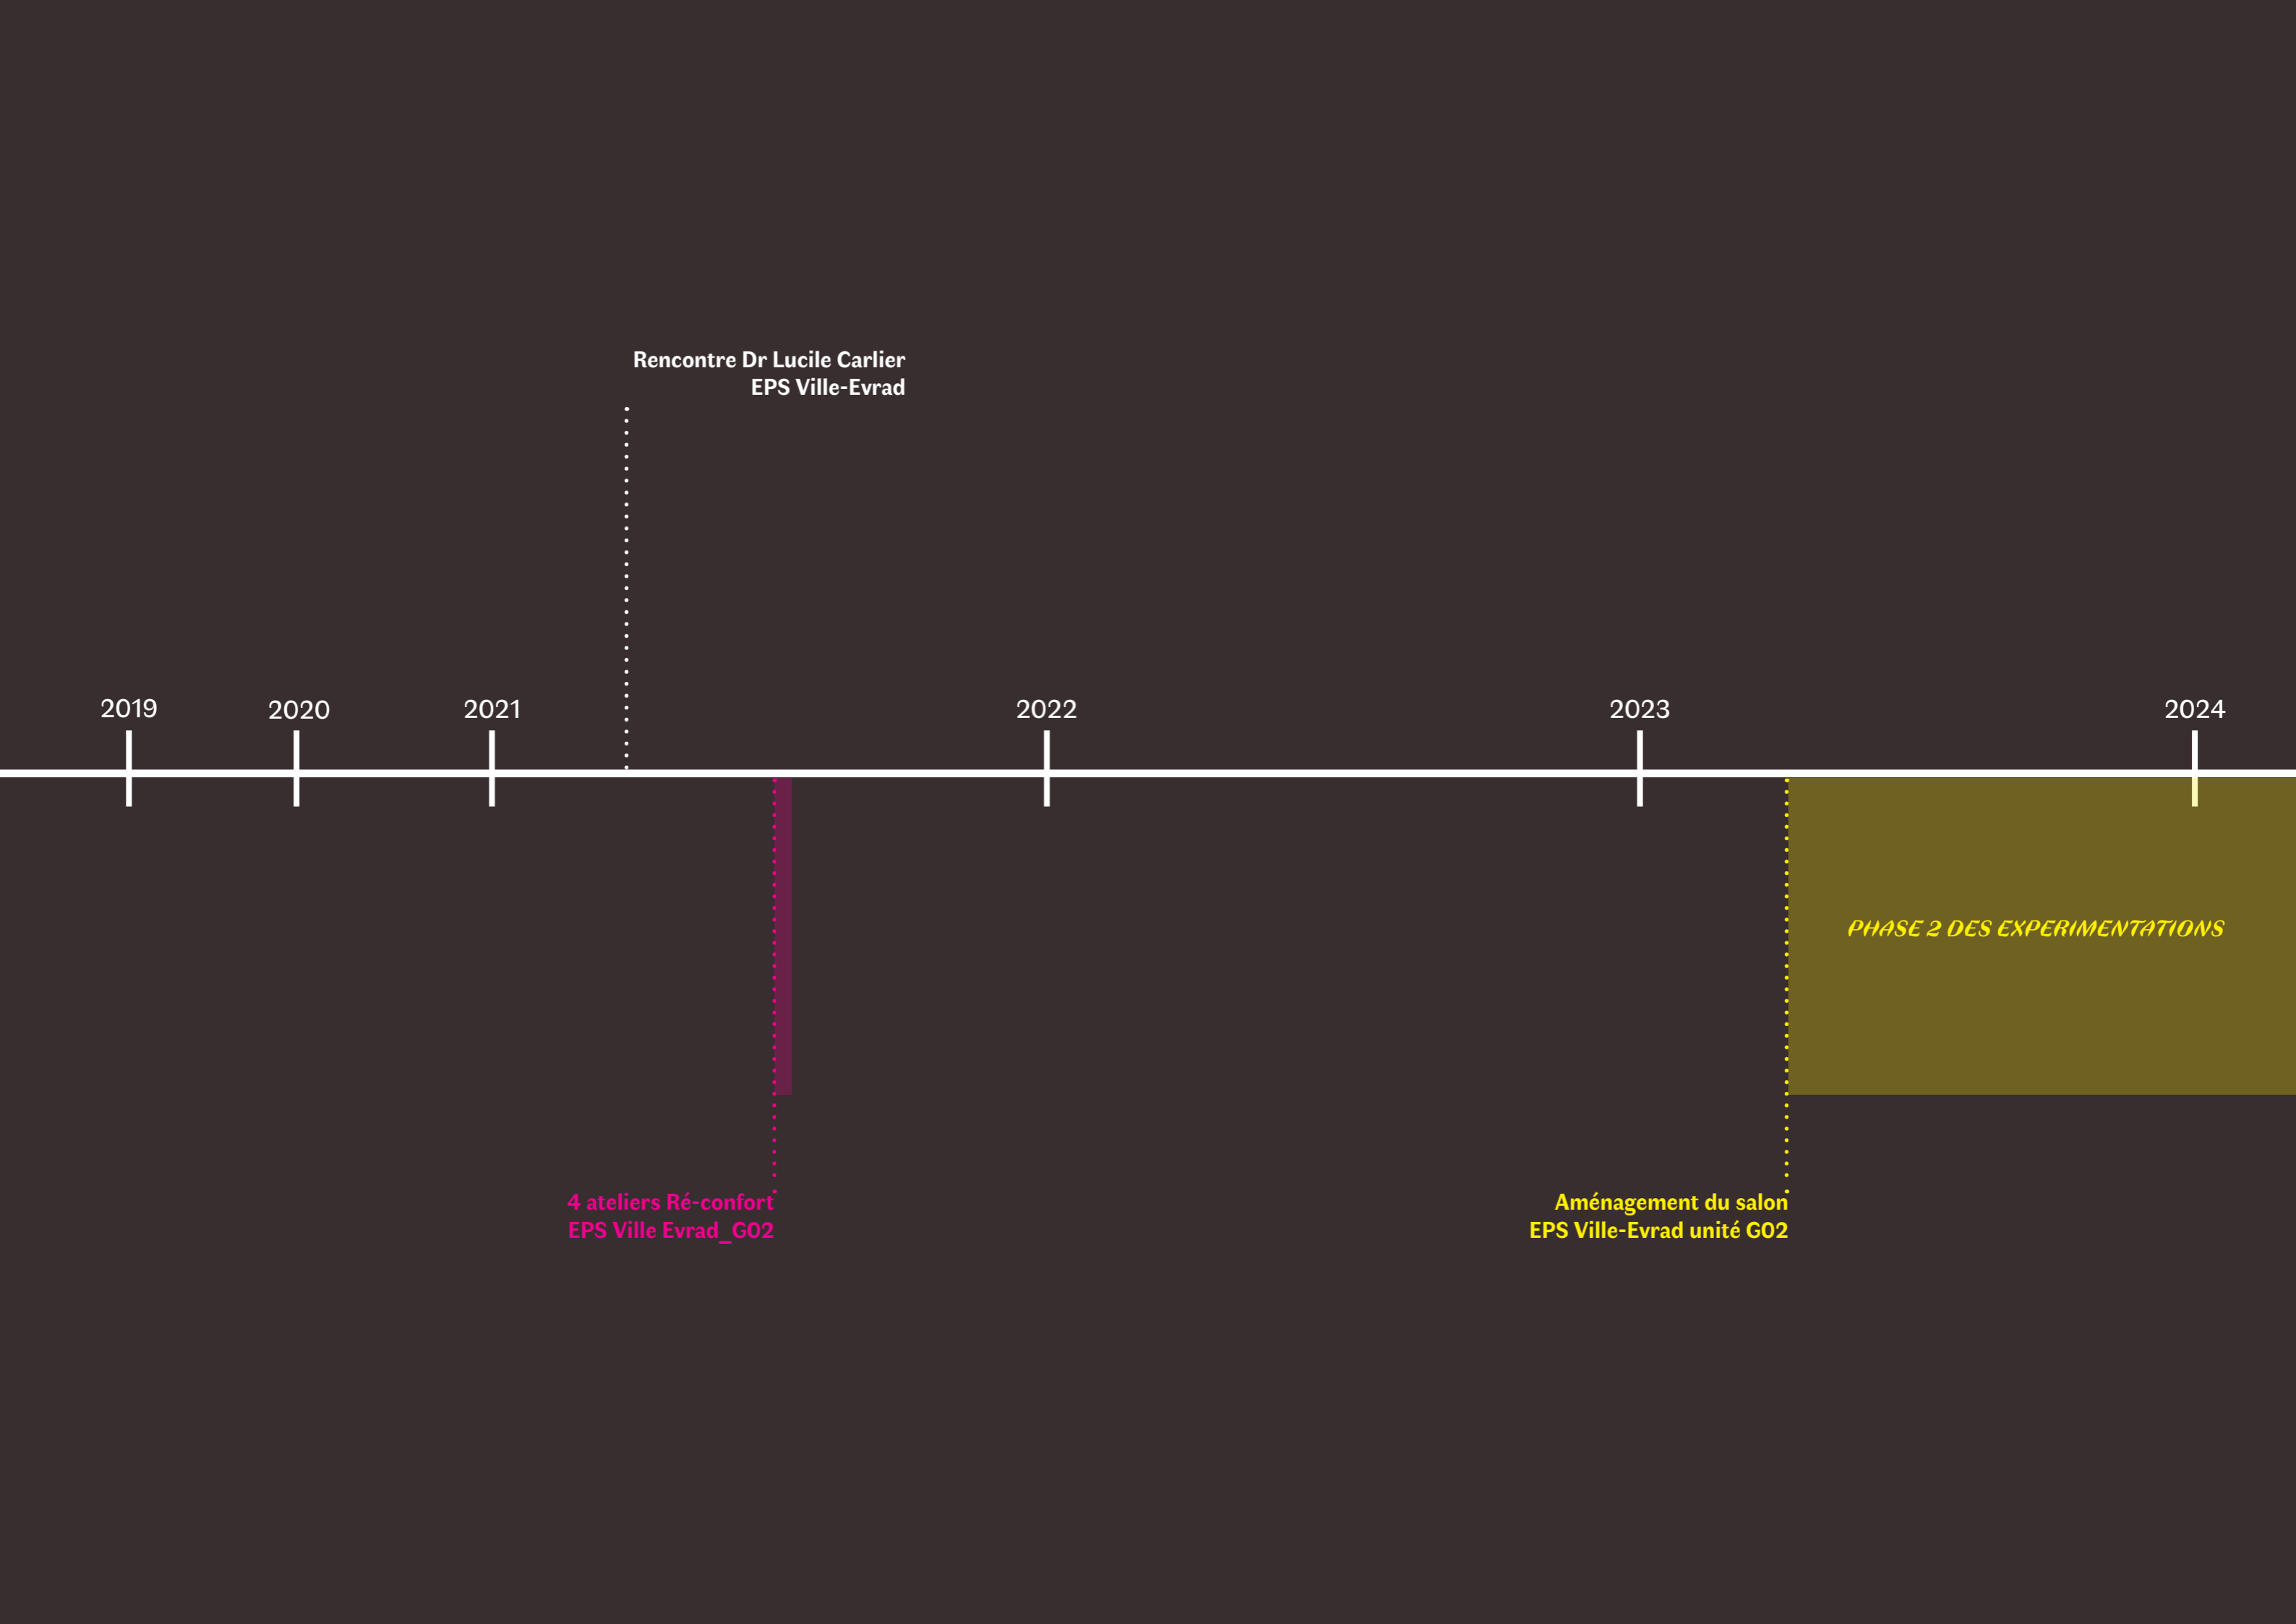 Rencontre Dr Lucile Carlier
EPS Ville-Evrad
2019
2020
2021
2022
2023
2024
PHASE 2 DES EXPERIMENTATIONS
4 ateliers Ré-confort
EPS Ville Evrad_G02
Aménagement du salon
EPS Ville-Evrad unité G02